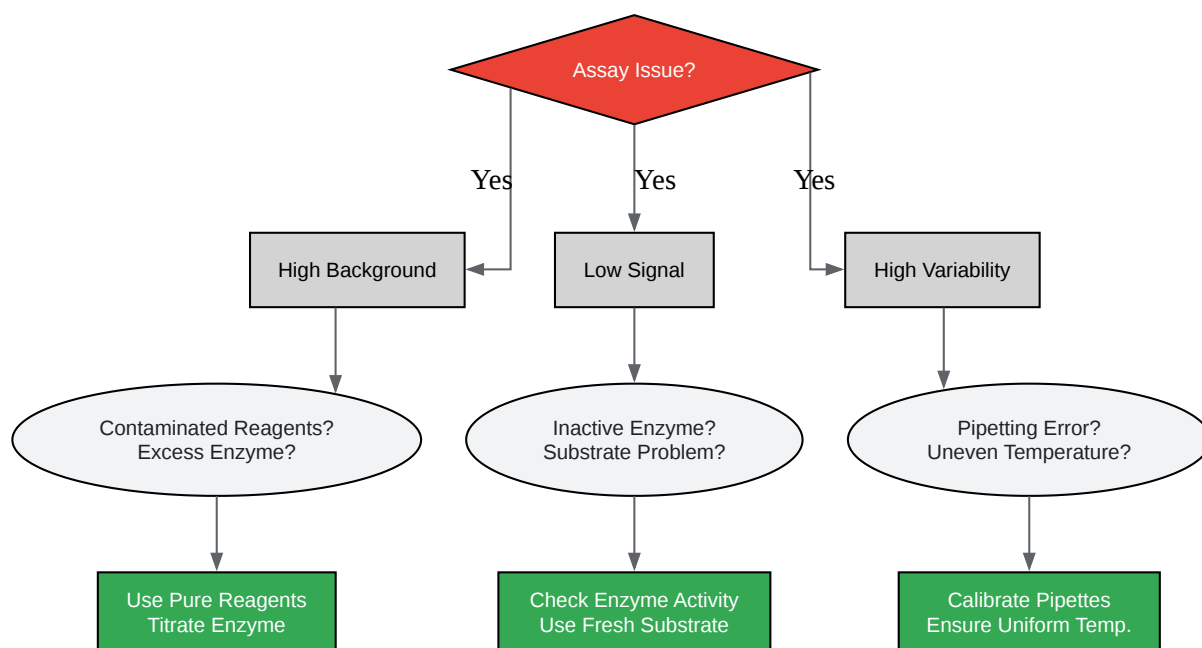 Assay Issue?
Yes
Yes
Yes
High Background
Low Signal
High Variability
Contaminated Reagents?
Excess Enzyme?
Inactive Enzyme?
Substrate Problem?
Pipetting Error?
Uneven Temperature?
Use Pure Reagents
Titrate Enzyme
Check Enzyme Activity
Use Fresh Substrate
Calibrate Pipettes
Ensure Uniform Temp.